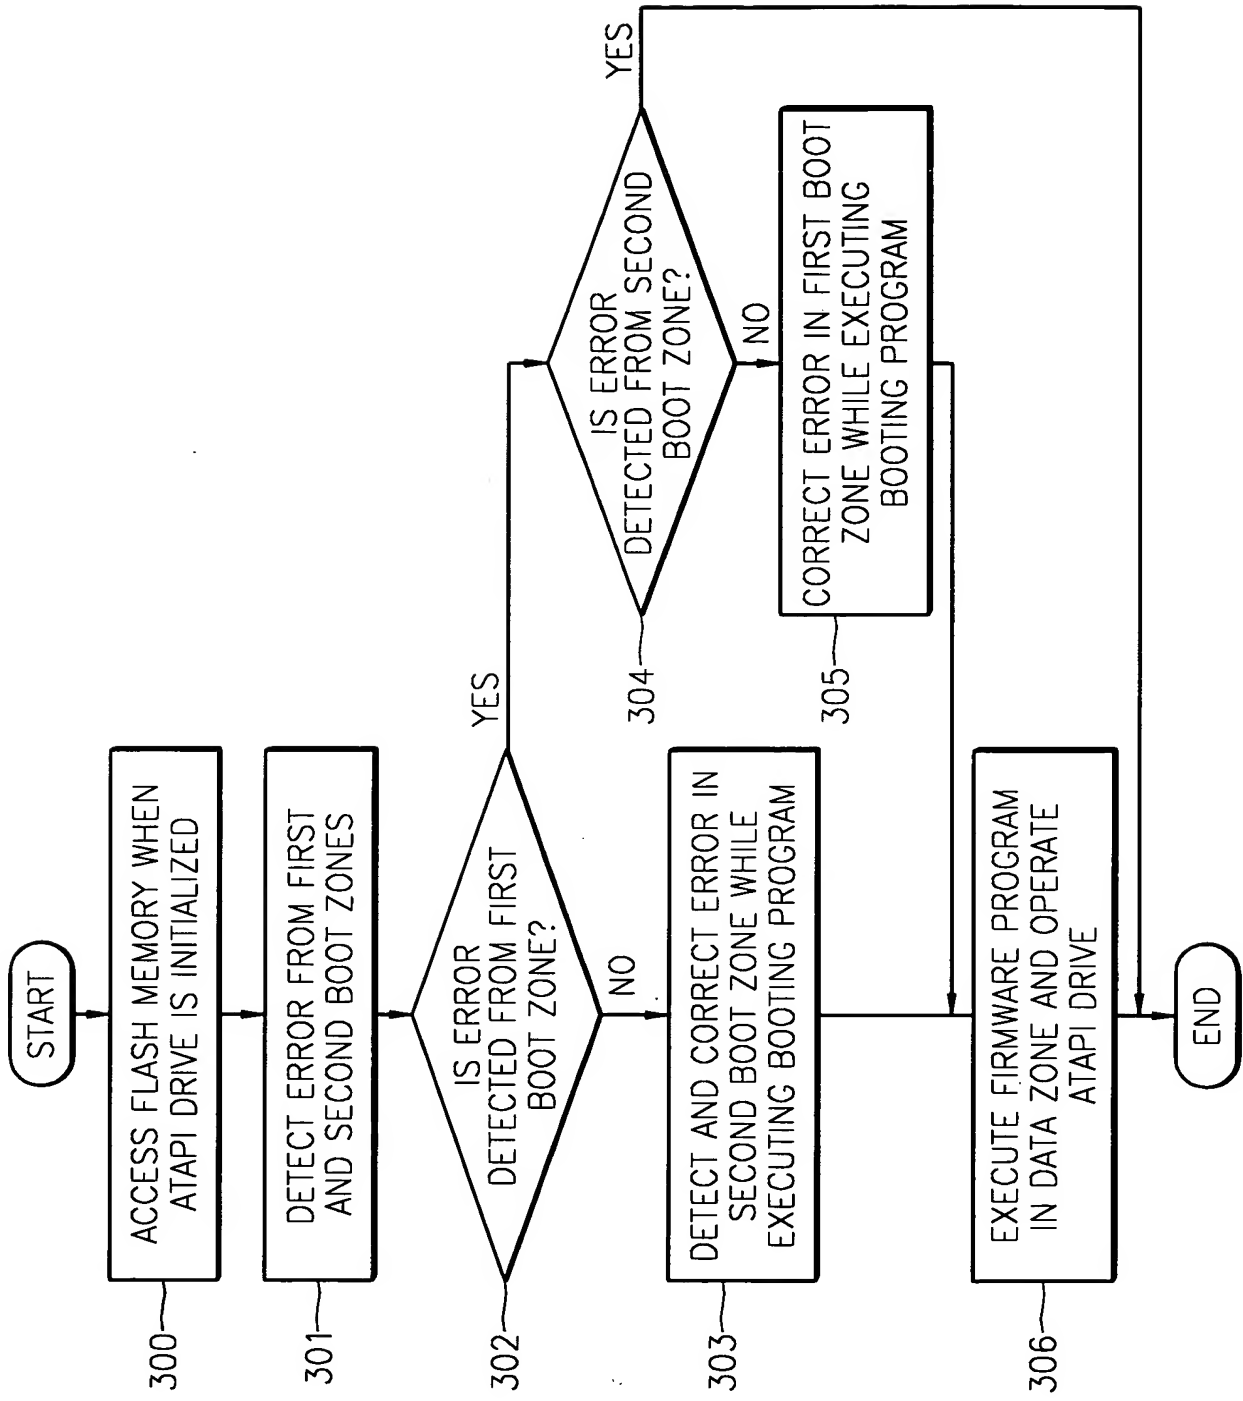 START
300
ACCESS FLASH MEMORY WHEN
ATAPI DRIVE IS INITIALIZED
301
DETECT ERROR FROM FIRST
AND SECOND BOOT ZONES
302
IS ERROR
DETECTED FROM FIRST
BOOT ZONE?
YES
NO
304
IS ERROR
DETECTED FROM SECOND
BOOT ZONE?
YES
NO
303
DETECT AND CORRECT ERROR IN
SECOND BOOT ZONE WHILE
EXECUTING BOOTING PROGRAM
305
CORRECT ERROR IN FIRST BOOT
ZONE WHILE EXECUTING
BOOTING PROGRAM
306
EXECUTE FIRMWARE PROGRAM
IN DATA ZONE AND OPERATE
ATAPI DRIVE
END